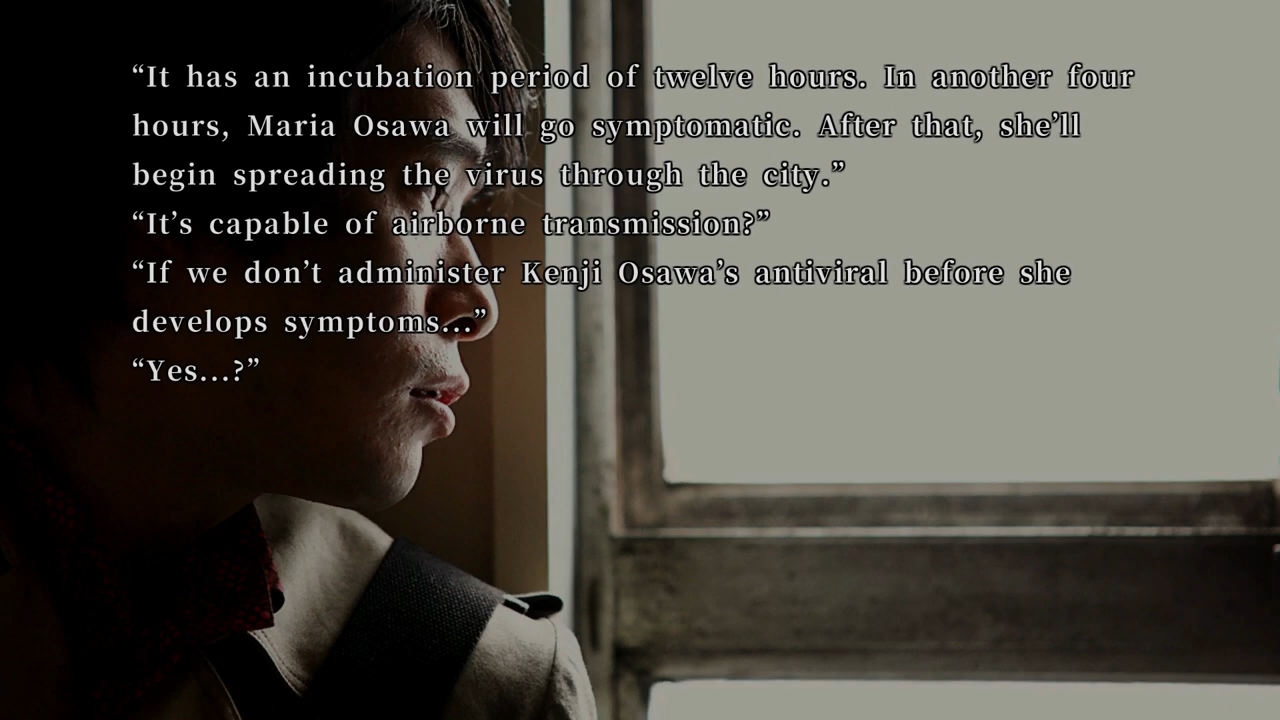 “It has an incubation period of twelve hours. In another four
hours, Maria Osawa will go symptomatic. After that, she’ll
begin spreading the virus through the city.”
“It’s capable of airborne transmission?”
“If we don’t administer Kenji Osawa’s antiviral before she
develops symptoms...”
“Yes...?”